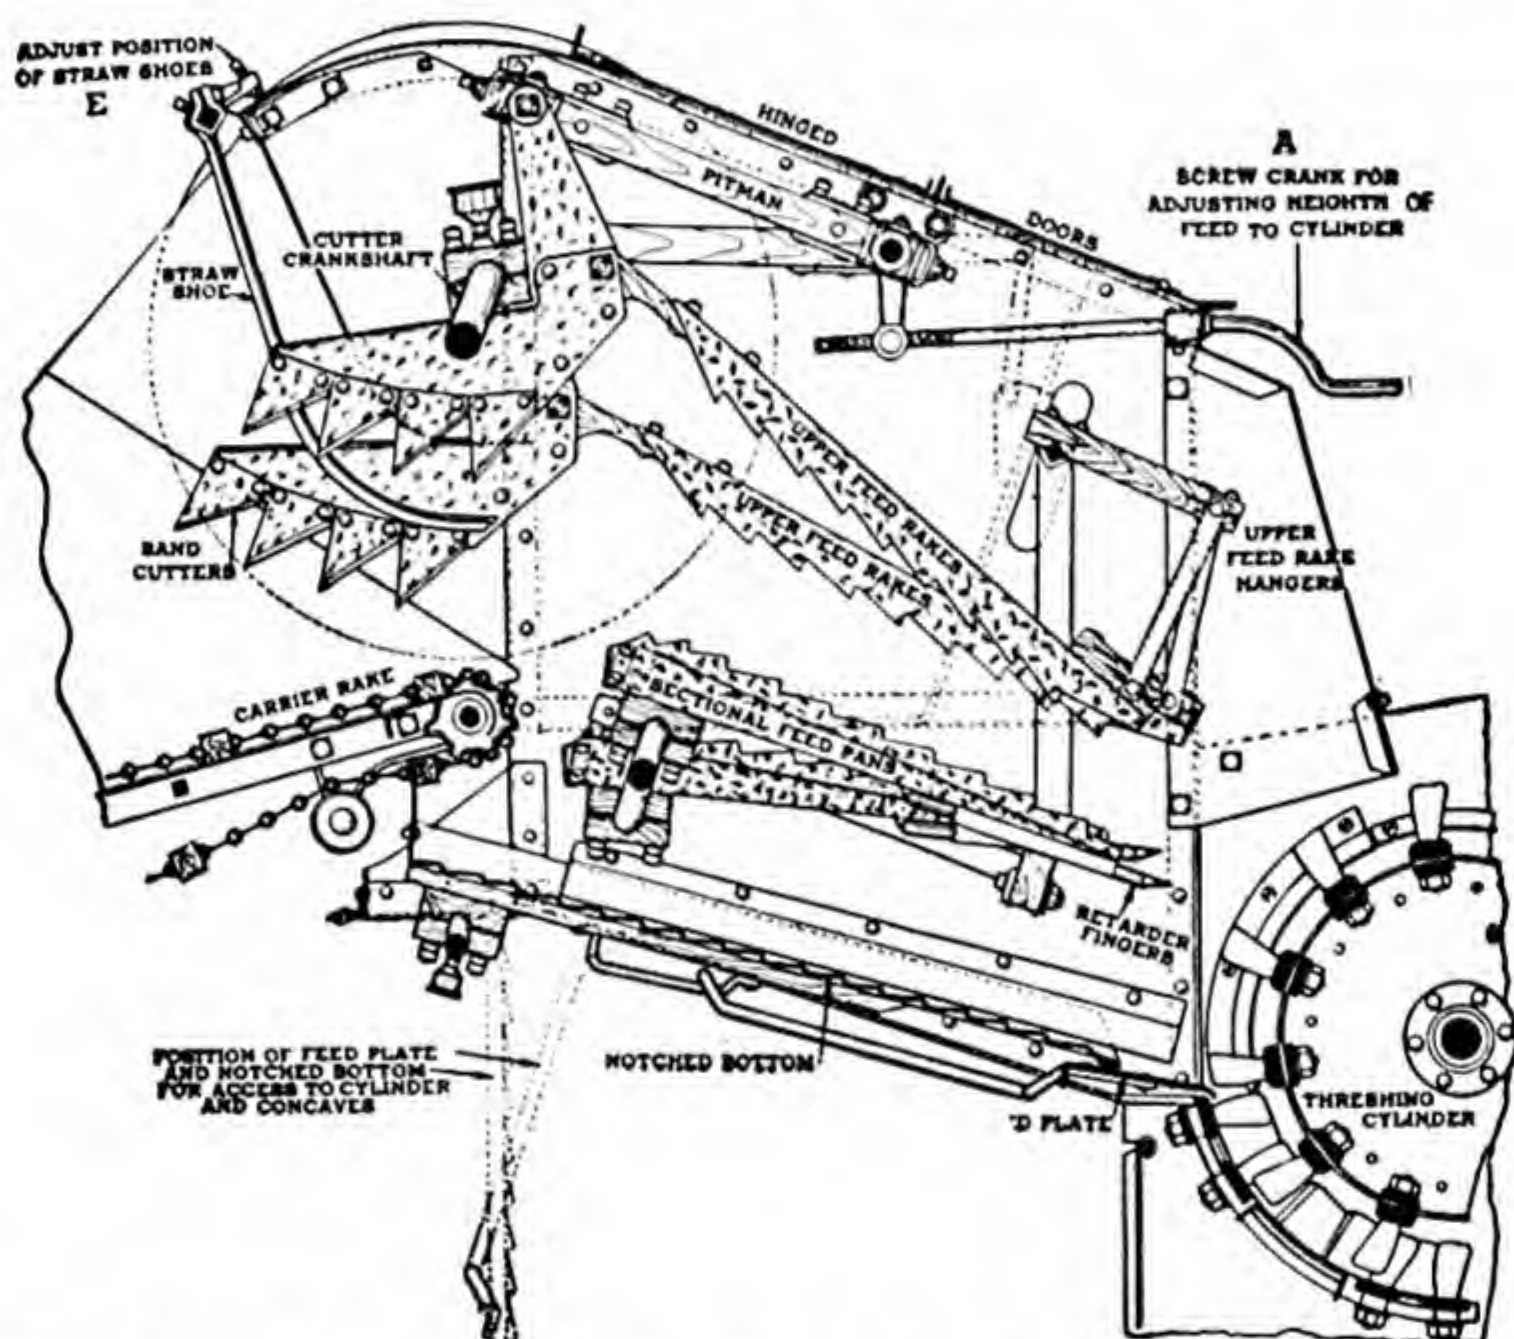 ADJUST POSITION
OF STRAW SHOES
E
HINGED
DOORS
PITMAN
A
SCREW CRANK FOR
ADJUSTING HEIGHTH OF
FEED TO CYLINDER
CUTTER
CRANKSHAFT
STRAW
SHOE
UPPER FEED RAKES
UPPER FEED RAKES
UPPER
FEED RAKE
HANGERS
BAND
CUTTERS
CARRIER RAKE
SECTIONAL FEED PANS
RETARDER
FINGERS
POSITION OF FEED PLATE
AND NOTCHED BOTTOM
FOR ACCESS TO CYLINDER
AND CONCAVES
NOTCHED BOTTOM
D PLATE
THRESHING
CYLINDER